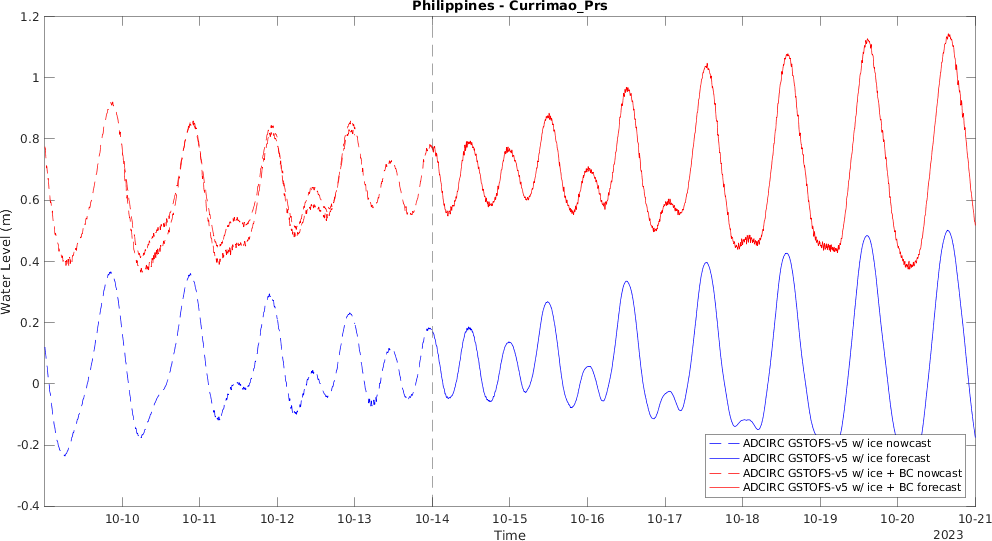 Philippines - Currimao_Prs
1.2
1
0.8
0.6
0.4
0.2
0
-0.2
-0.4
Water Level (m)
ADCIRC GSTOFS-v5 w/ ice nowcast
ADCIRC GSTOFS-v5 w/ ice forecast
ADCIRC GSTOFS-v5 w/ ice + BC nowcast
ADCIRC GSTOFS-v5 w/ ice + BC forecast
10-10 10-11 10-12 10-13 10-14 10-15 10-16 10-17 10-18 10-19 10-20 10-21
Time
2023